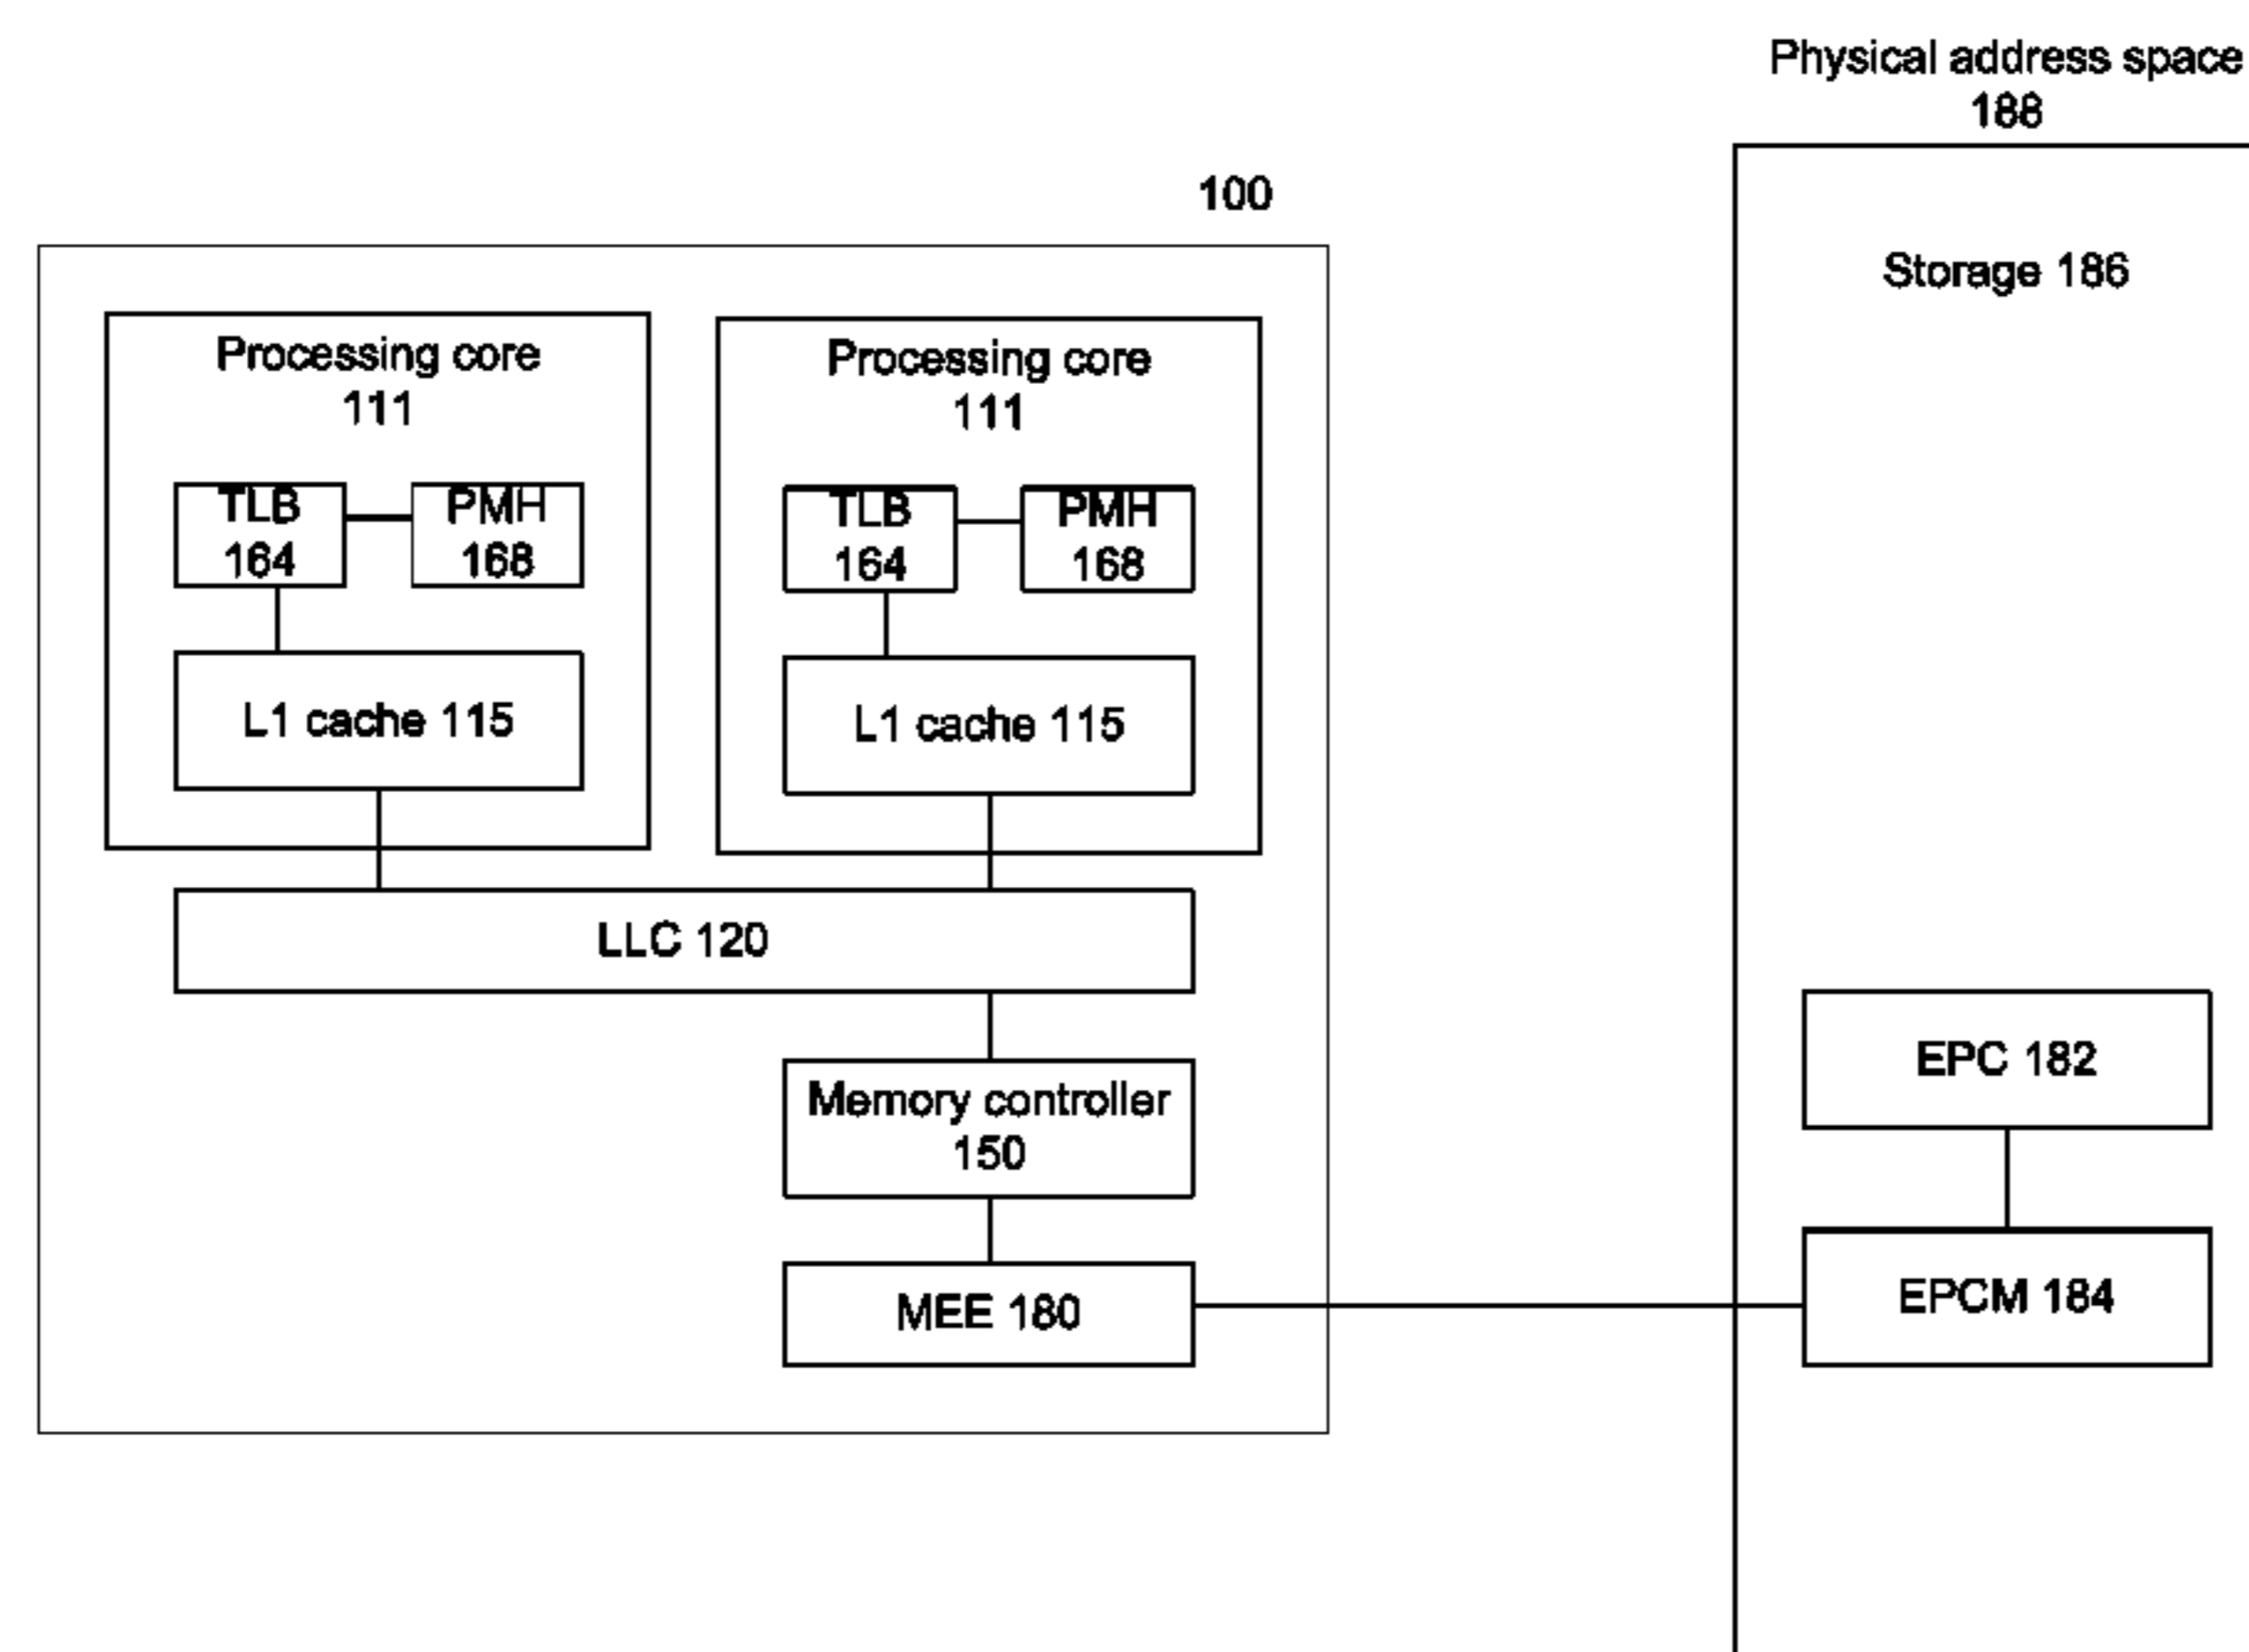 Physical address space
188
100
Storage 186
Processing core
111
TLB
164
PMH
168
L1 cache 115
Processing core
111
TLB
164
PMH
168
L1 cache 115
LLC 120
Memory controller
150
MEE 180
EPC 182
EPCM 184